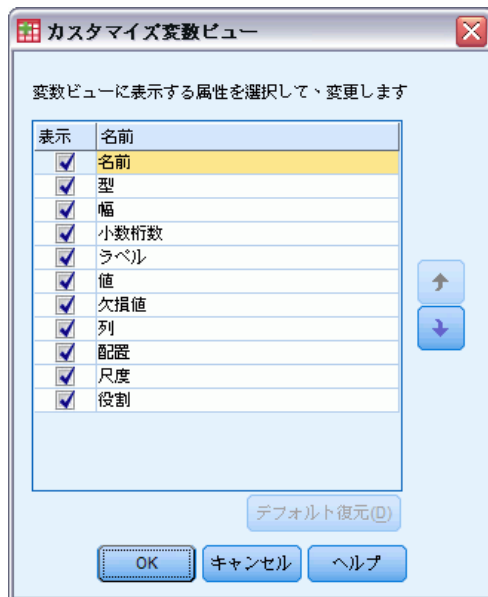 カスタマイズ変数ビュー
変数ビューに表示する属性を選択して、変更します
表示 名前
名前
型
幅
小数桁数
ラベル
値
欠損値
列
配置
尺度
役割
デフォルト復元(D)
OK キャンセル ヘルプ